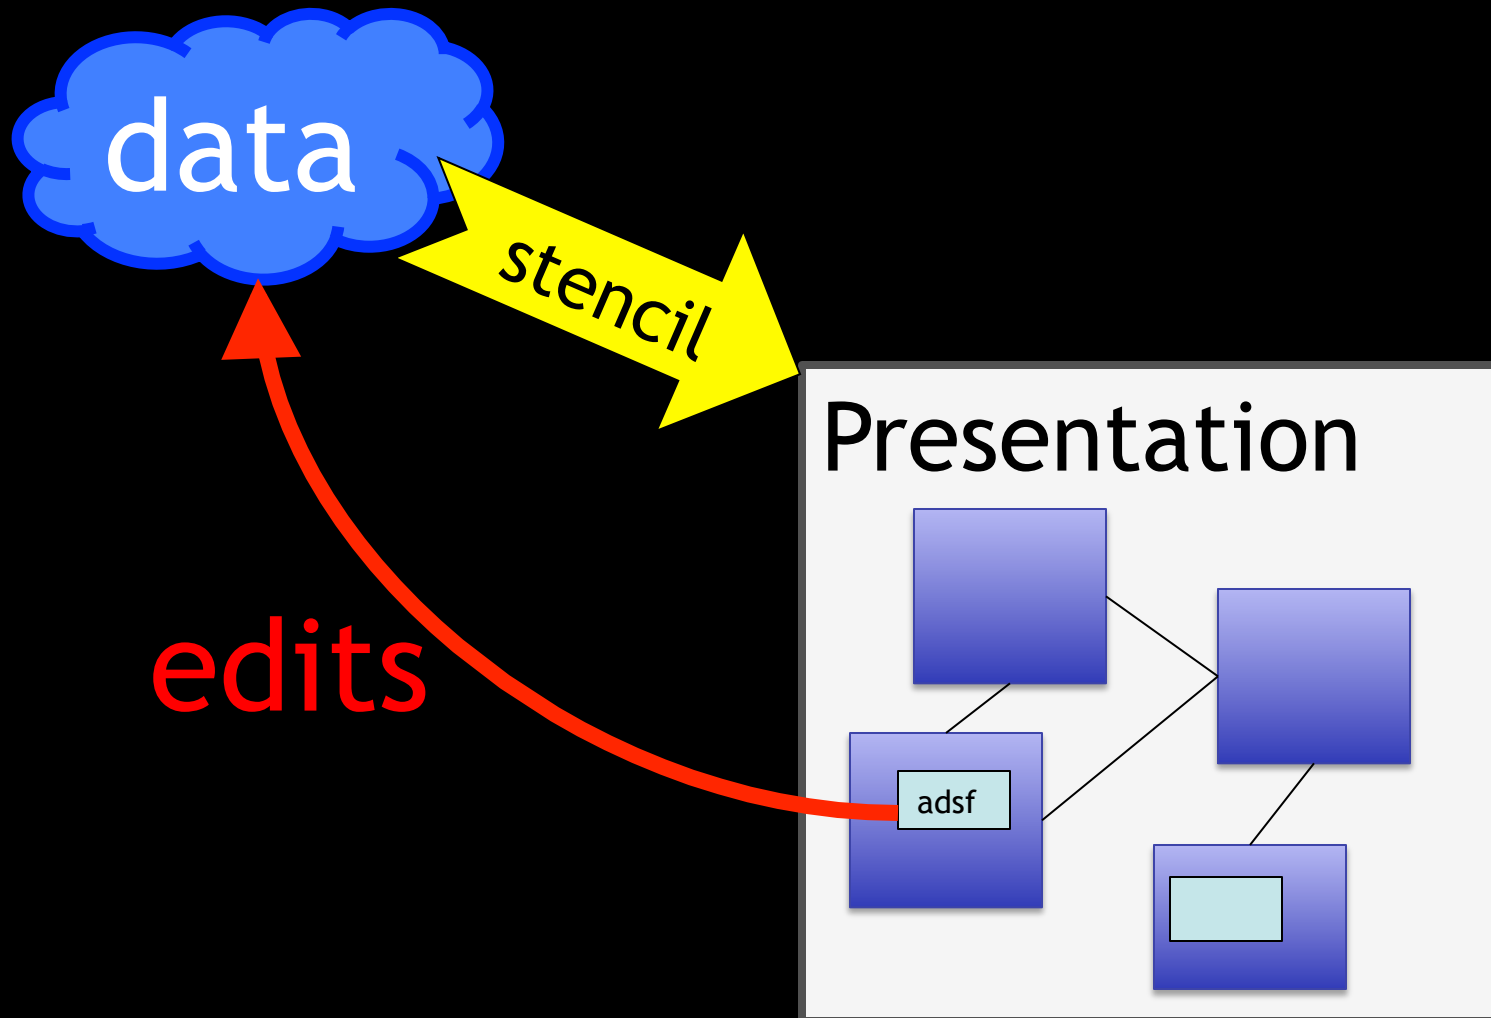 data
stencil
Presentation
edits
adsf